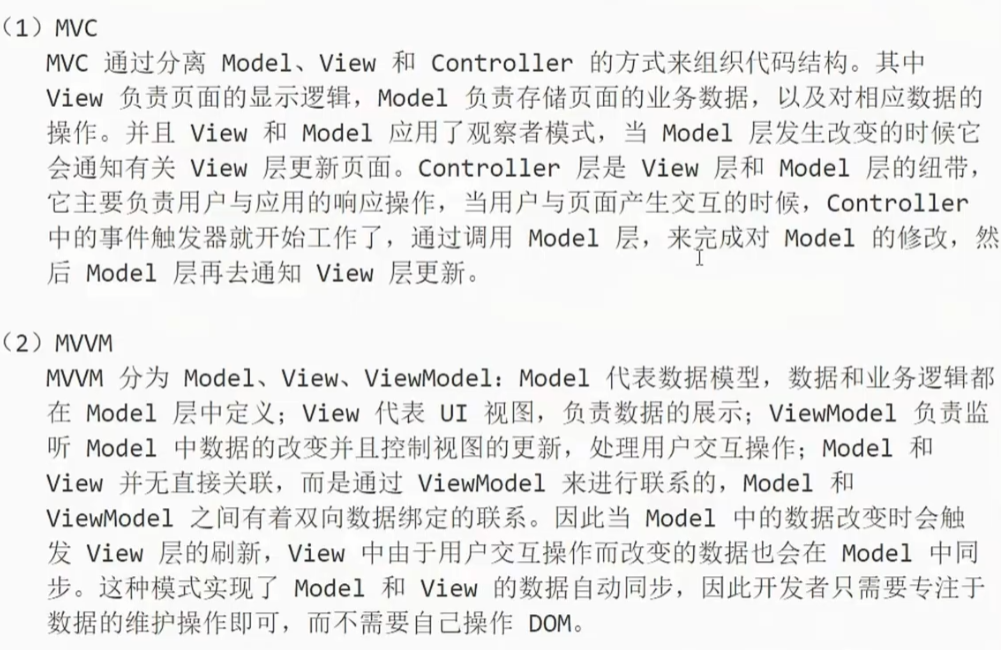 （1）MVC
MVC 通过分离 Model、View 和 Controller 的方式来组织代码结构。其中
View 负责页面的显示逻辑，Model 负责存储页面的业务数据，以及对相应数据的
操作。并且 View 和 Model 应用了观察者模式，当 Model 层发生改变的时候它
会通知有关 View 层更新页面。Controller 层是 View 层和 Model 层的纽带，
它主要负责用户与应用的响应操作，当用户与页面产生交互的时候，Controller
中的事件触发器就开始工作了，通过调用 Model 层，来完成对 Model 的修改，然
后 Model 层再去通知 View 层更新。
（2）MVVM
MVVM 分为 Model、View、ViewModel：Model 代表数据模型，数据和业务逻辑都
在 Model 层中定义；View 代表 UI 视图，负责数据的展示；ViewModel 负责监
听 Model 中数据的改变并且控制视图的更新，处理用户交互操作；Model 和
View 并无直接关联，而是通过 ViewModel 来进行联系的，Model 和
ViewModel 之间有着双向数据绑定的联系。因此当 Model 中的数据改变时会触
发 View 层的刷新，View 中由于用户交互操作而改变的数据也会在 Model 中同
步。这种模式实现了 Model 和 View 的数据自动同步，因此开发者只需要专注于
数据的维护操作即可，而不需要自己操作 DOM。